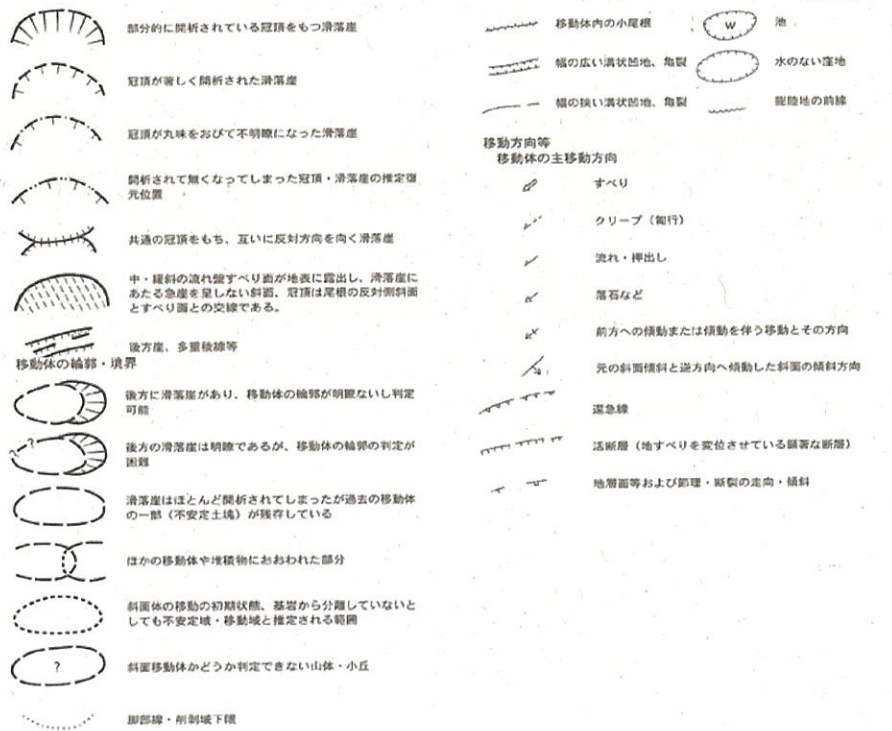 部分的に開析されている冠頂をもつ滑落崖
冠頂が著しく開析された滑落崖
冠頂が丸味をおびて不明瞭になった滑落崖
開析されて無くなってしまった冠頂・滑落崖の推定復
元位置
共通の冠頂をもち、互いに反対方向を向く滑落崖
中・緩斜の流れ盤すべり面が地表に露出し、滑落崖に
あたる急崖を呈しない斜面、冠頂は尾根の反対側斜面
とすべり面との交線である。
後方崖、多重稜線等
移動体の輪郭・境界
後方に滑落崖があり、移動体の輪郭が明瞭ないし判定
可能
? ?
後方の滑落崖は明瞭であるが、移動体の輪郭の判定が
困難
滑落崖はほとんど開析されてしまったが過去の移動体
の一部（不安定土塊）が残存している
ほかの移動体や堆積物におおわれた部分
斜面体の移動の初期状態、基岩から分離していないと
しても不安定域・移動域と推定される範囲
?
斜面移動体かどうか判定できない山体・小丘
脚部線・削剥域下限
移動体内の小尾根
W
池
幅の広い溝状凹地、亀裂
水のない窪地
幅の狭い溝状凹地、亀裂
膨隆地の前線
移動方向等
移動体の主移動方向
すべり
クリープ（匍行）
流れ・押出し
落石など
前方への傾動または傾動を伴う移動とその方向
元の斜面傾斜と逆方向へ傾動した斜面の傾斜方向
遷急線
活断層（地すべりを変位させている顕著な断層）
地層面等および節理・断裂の走向・傾斜